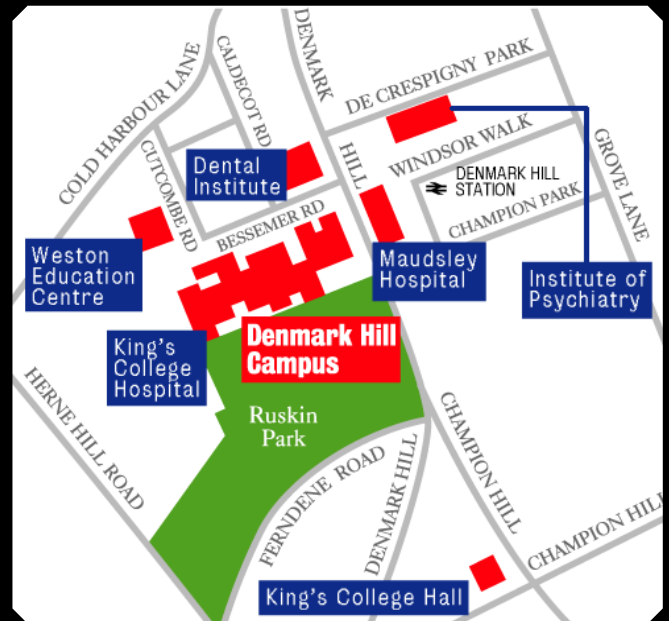 DENMARK
HILL
CALDECOT RD
COLD HARBOUR LANE
DE CRESPIGNY PARK
WINDSOR WALK
GROVE LANE
CUTCOMBE RD
Dental
Institute
DENMARK HILL
STATION
CHAMPION PARK
BESSEMER RD
Weston
Education
Centre
Maudsley
Hospital
Institute of
Psychiatry
King's
College
Hospital
Denmark Hill
Campus
Ruskin
Park
HERNE HILL ROAD
FERNDENE ROAD
DENMARK HILL
CHAMPION HILL
CHAMPION HILL
King's College Hall